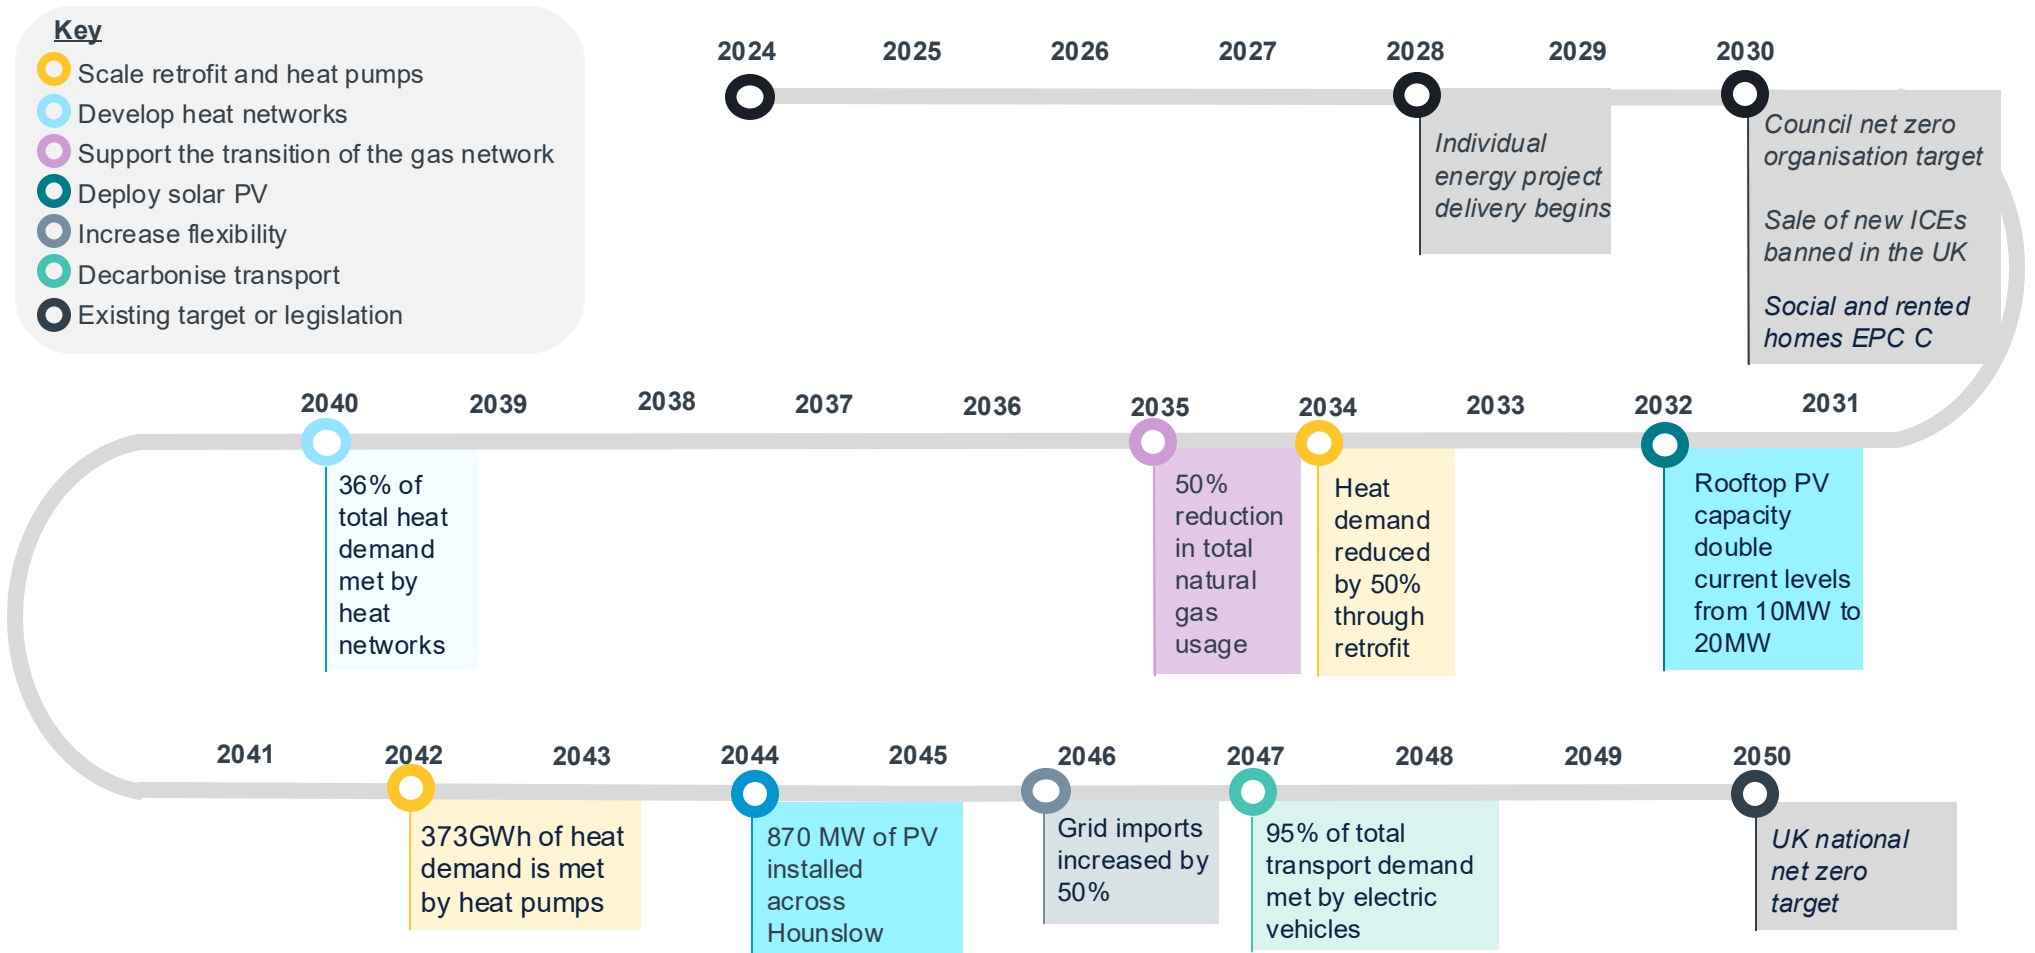 Key
Scale retrofit and heat pumps
Develop heat networks
Support the transition of the gas network
Deploy solar PV
Increase flexibility
Decarbonise transport
Existing target or legislation
2024 2025 2026 2027 2028 2029 2030
Individual
energy project
delivery begins
Council net zero
organisation target
Sale of new ICEs
banned in the UK
Social and rented
homes EPC C
2040 2039 2038 2037 2036 2035 2034 2033 2032 2031
36% of
total heat
demand
met by
heat
networks
50%
reduction
in total
natural
gas
usage
Heat
demand
reduced
by 50%
through
retrofit
Rooftop PV
capacity
double
current levels
from 10MW to
20MW
2041 2042 2043 2044 2045 2046 2047 2048 2049 2050
373GWh of heat
demand is met
by heat pumps
870 MW of PV
installed
across
Hounslow
Grid imports
increased by
50%
95% of total
transport demand
met by electric
vehicles
UK national
net zero
target